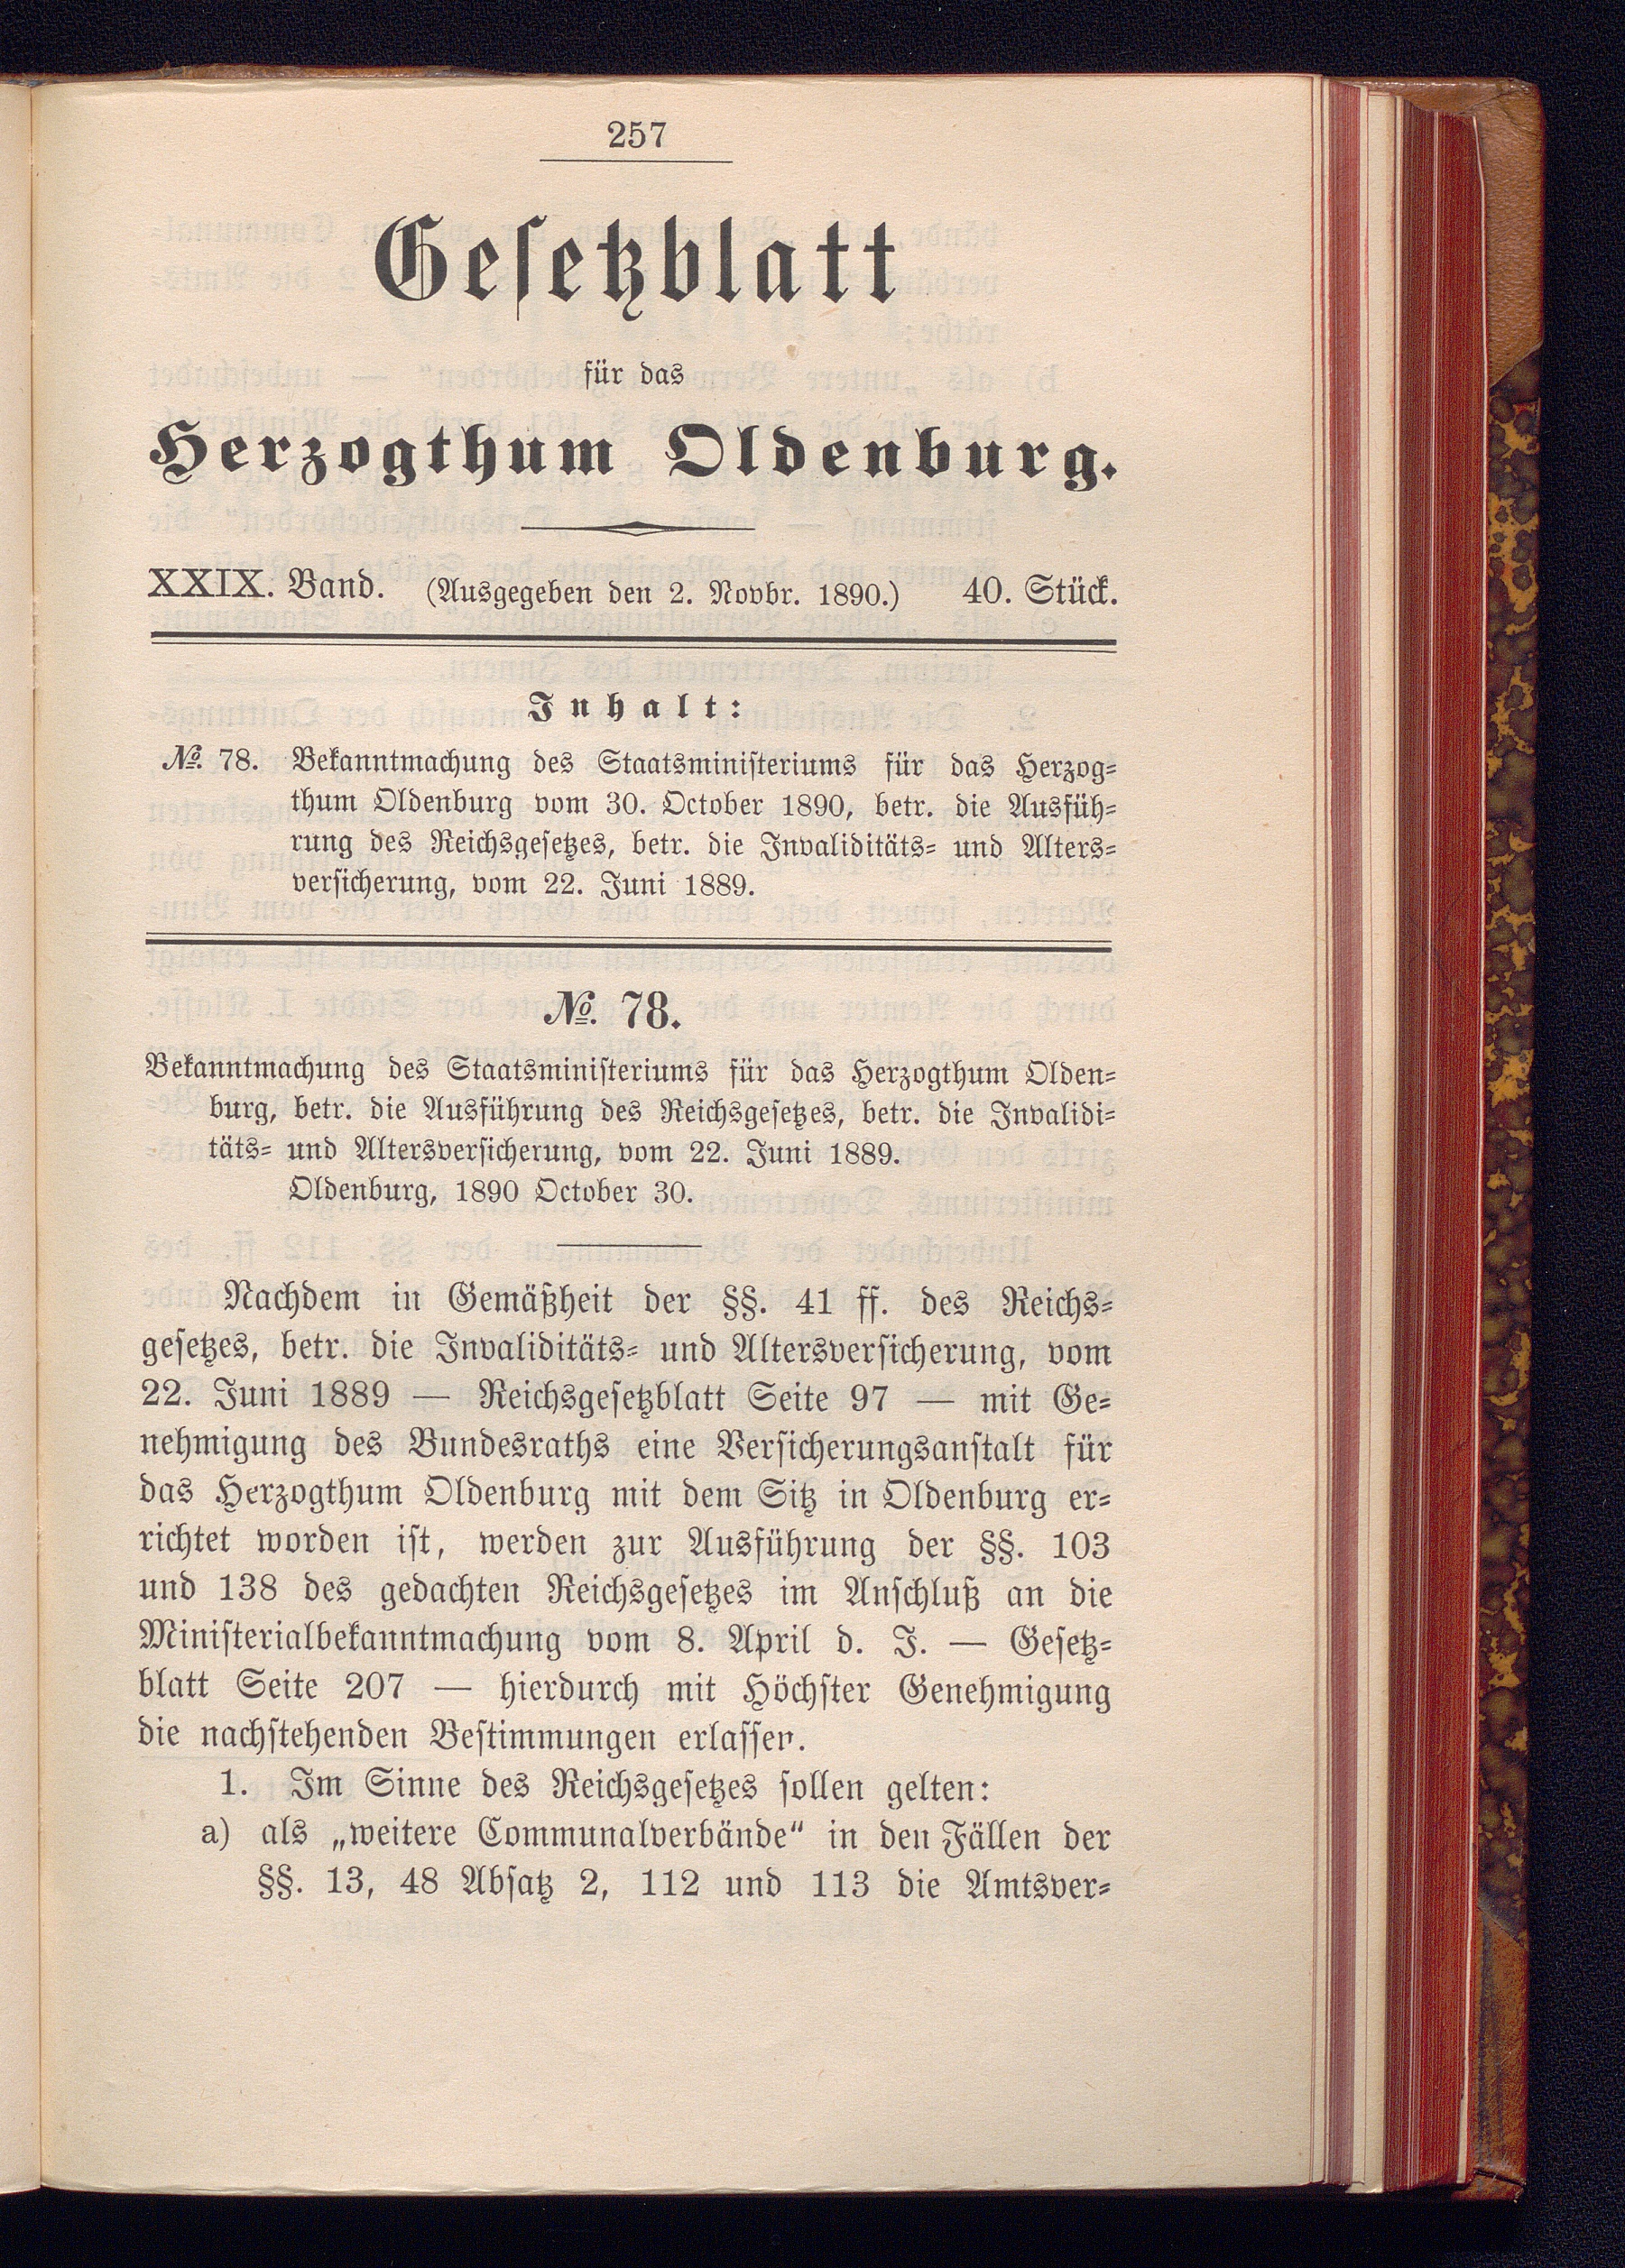 257
Gesetzblatt
für das
Herzogthum Oldenburg.
XXIX. Band. (Ausgegeben den 2. Novbr. 1890.) 40. Stück.
Inhalt:
№. 78. Bekanntmachung des Staatsministeriums für das Herzog-
thum Oldenburg vom 30. October 1890, betr. die Ausfüh-
rung des Reichsgesetzes, betr. die Invaliditäts- und Alters-
versicherung, vom 22. Juni 1889.
№. 78.
Bekanntmachung des Staatsministeriums für das Herzogthum Olden-
burg, betr. die Ausführung des Reichsgesetzes, betr. die Invalidi-
täts- und Altersversicherung, vom 22. Juni 1889.
Oldenburg, 1890 October 30.
Nachdem in Gemäßheit der §§. 41 ff. des Reichs-
gesetzes, betr. die Invaliditäts- und Altersversicherung, vom
22. Juni 1889 — Reichsgesetzblatt Seite 97 — mit Ge-
nehmigung des Bundesraths eine Versicherungsanstalt für
das Herzogthum Oldenburg mit dem Sitz in Oldenburg er-
richtet worden ist, werden zur Ausführung der §§. 103
und 138 des gedachten Reichsgesetzes im Anschluß an die
Ministerialbekanntmachung vom 8. April d. J. — Gesetz-
blatt Seite 207 — hierdurch mit Höchster Genehmigung
die nachstehenden Bestimmungen erlassen.
1. Im Sinne des Reichsgesetzes sollen gelten:
a) als „weitere Communalverbände“ in den Fällen der
§§. 13, 48 Absatz 2, 112 und 113 die Amtsver-